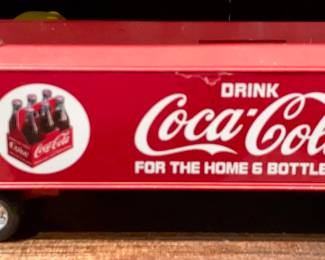 DRINK
Coca-Col
FOR THE HOME 6 BOTTLE
Coca-Cola